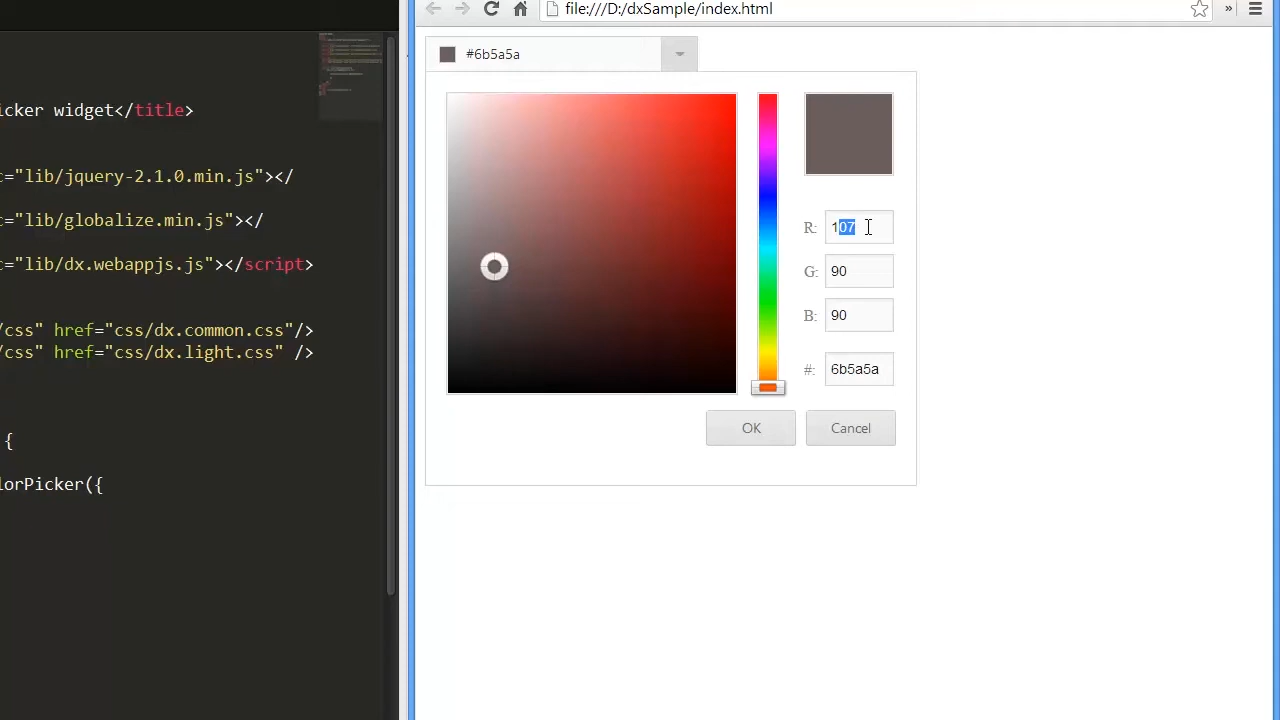 icker widget</title>
c="lib/jquery-2.1.0.min.js"></
c="lib/globalize.min.js"></
c="lib/dx.webappjs.js"></script>
/css" href="css/dx.common.css"/>
/css" href="css/dx.light.css" />
{
lorPicker({
file:///D:/dxSample/index.html
»
#6b5a5a
R: 107
G: 90
B: 90
#: 6b5a5a
OK Cancel